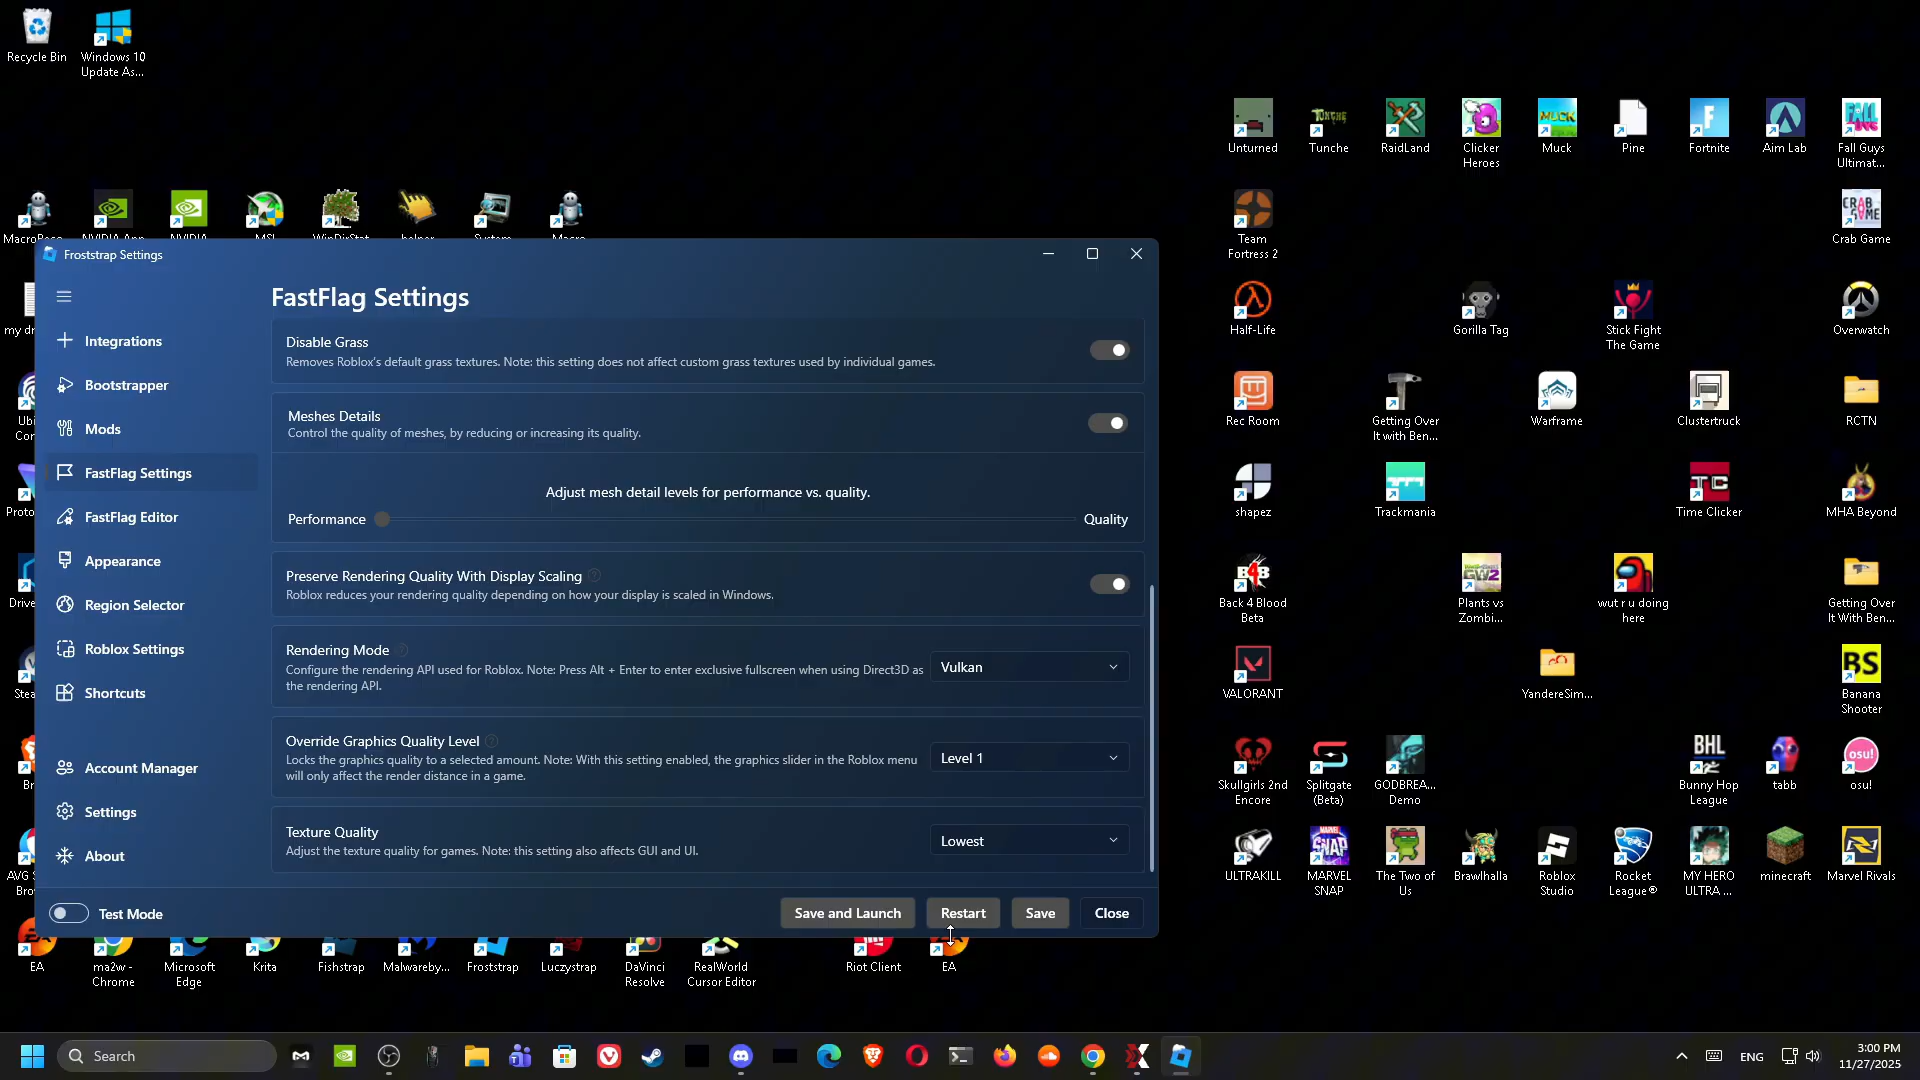 Recycle Bin
Windows 10
Update As...
Unturned
Tunche
RaidLand
Clicker
Heroes
Muck
Pine
Fortnite
Aim Lab
Fall Guys
Ultimat...
NVIDIA App
NVIDIA
MSI
WinDirStat
helper
System
Macro
Team
Fortress 2
Crab Game
Half-Life
Gorilla Tag
Stick Fight
The Game
Overwatch
Rec Room
Getting Over
It with Ben...
Warframe
Clustertruck
RCTN
shapez
Trackmania
Time Clicker
MHA Beyond
Back 4 Blood
Beta
Plants vs
Zombi...
wut r u doing
here
Getting Over
It With Ben...
VALORANT
YandereSim...
Banana
Shooter
Skullgirls 2nd
Encore
Splitgate
(Beta)
GODBREA...
Demo
Bunny Hop
League
tabb
osu!
ULTRAKILL
MARVEL
SNAP
The Two of
Us
Brawlhalla
Roblox
Studio
Rocket
League®
MY HERO
ULTRA ...
minecraft
Marvel Rivals
Froststrap Settings
FastFlag Settings
Integrations
Bootstrapper
Mods
FastFlag Settings
FastFlag Editor
Appearance
Region Selector
Roblox Settings
Shortcuts
Account Manager
Settings
About
Disable Grass
Removes Roblox's default grass textures. Note: this setting does not affect custom grass textures used by individual games.
Meshes Details
Control the quality of meshes, by reducing or increasing its quality.
Adjust mesh detail levels for performance vs. quality.
Performance
Quality
Preserve Rendering Quality With Display Scaling
Roblox reduces your rendering quality depending on how your display is scaled in Windows.
Rendering Mode
Configure the rendering API used for Roblox. Note: Press Alt + Enter to enter exclusive fullscreen when using Direct3D as
the rendering API.
Vulkan
Override Graphics Quality Level
Locks the graphics quality to a selected amount. Note: With this setting enabled, the graphics slider in the Roblox menu
will only affect the render distance in a game.
Level 1
Texture Quality
Adjust the texture quality for games. Note: this setting also affects GUI and UI.
Lowest
Test Mode
Save and Launch
Restart
Save
Close
EA
ma2w -
Chrome
Microsoft
Edge
Krita
Fishstrap
Malwareby...
Froststrap
Luczystrap
DaVinci
Resolve
RealWorld
Cursor Editor
Riot Client
EA
Search
ENG
3:00 PM
11/27/2025